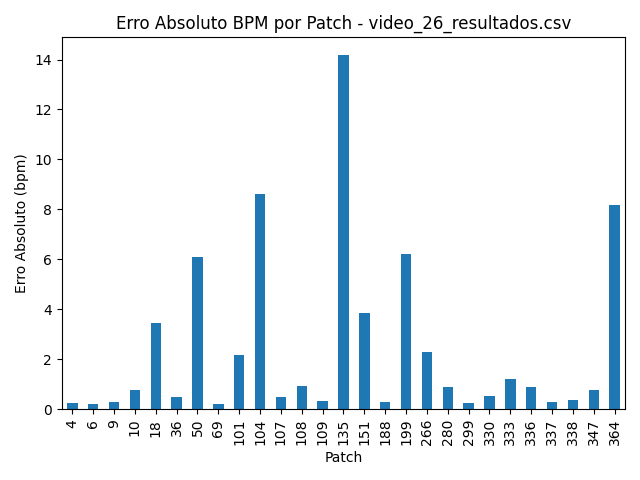 Erro Absoluto BPM por Patch - video_26_resultados.csv
Erro Absoluto (bpm)
14
12
10
8
6
4
2
0
4 6 9 10 18 36 50 69 101 104 107 108 109 135 151 188 199 266 280 299 330 333 336 337 338 347 364
Patch